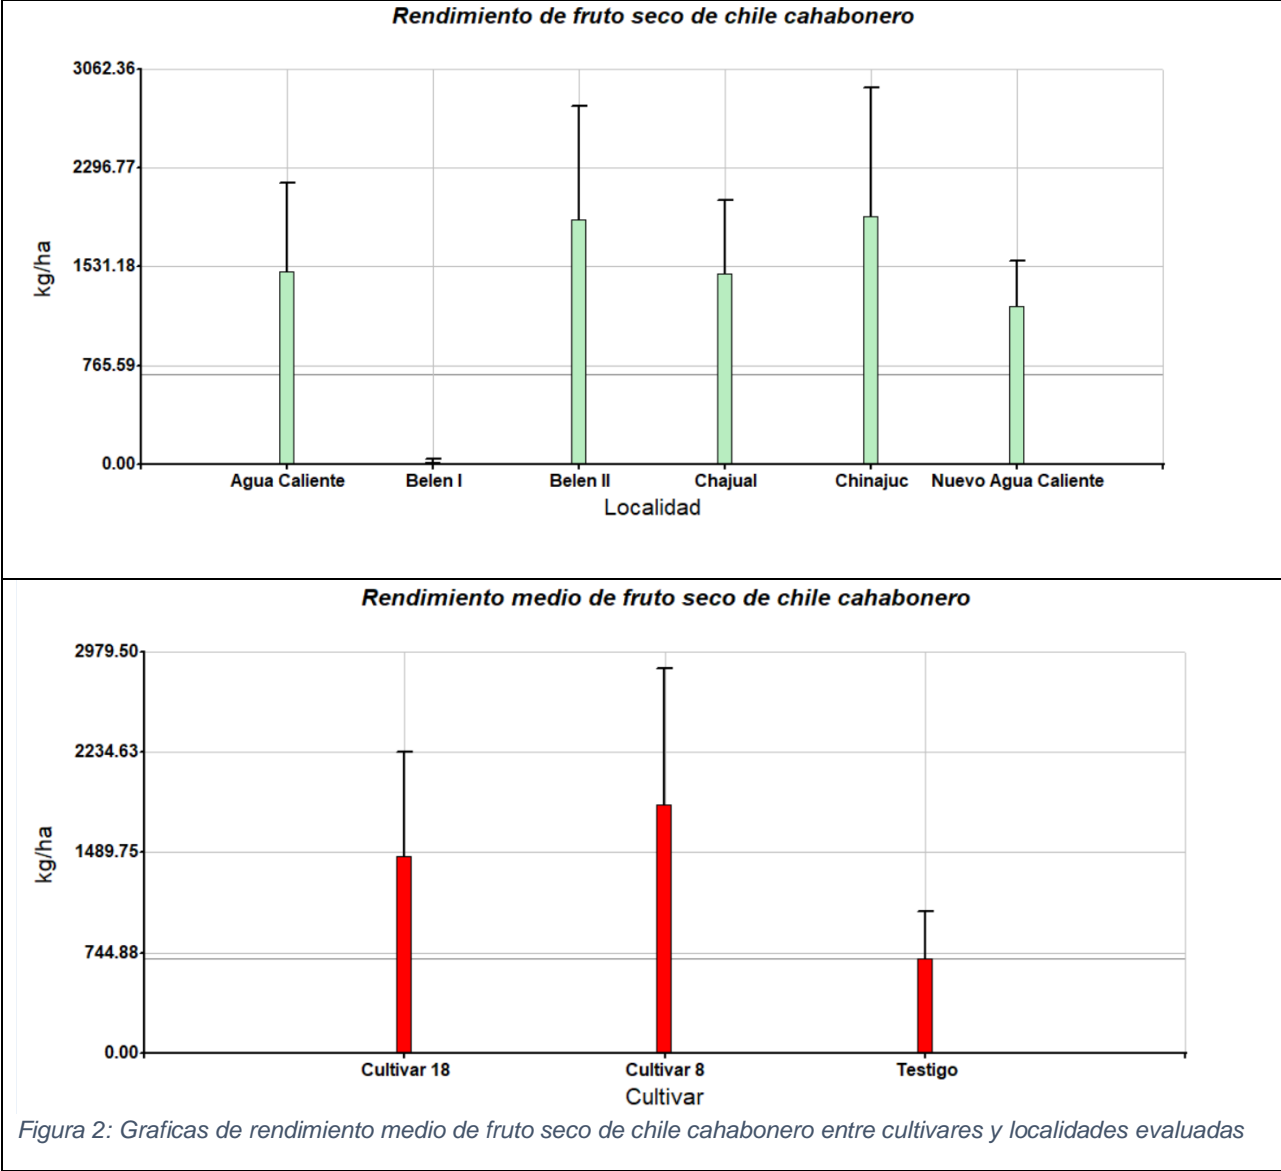 Rendimiento de fruto seco de chile cahabonero
3062.36
2296.77
1531.18
765.59
0.00
kg/ha
Agua Caliente Belen I Belen II Chajual Chinajuc Nuevo Agua Caliente
Localidad
Rendimiento medio de fruto seco de chile cahabonero
2979.50
2234.63
1489.75
744.88
0.00
kg/ha
Cultivar 18 Cultivar 8 Testigo
Cultivar
Figura 2: Graficas de rendimiento medio de fruto seco de chile cahabonero entre cultivares y localidades evaluadas